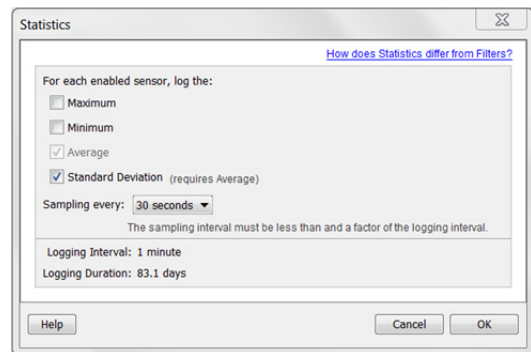 Statistics
How does Statistics differ from Filters?
For each enabled sensor, log the:
Maximum
Minimum
Average
Standard Deviation (requires Average)
Sampling every: 30 seconds
The sampling interval must be less than and a factor of the logging interval.
Logging Interval: 1 minute
Logging Duration: 83.1 days
Help Cancel OK